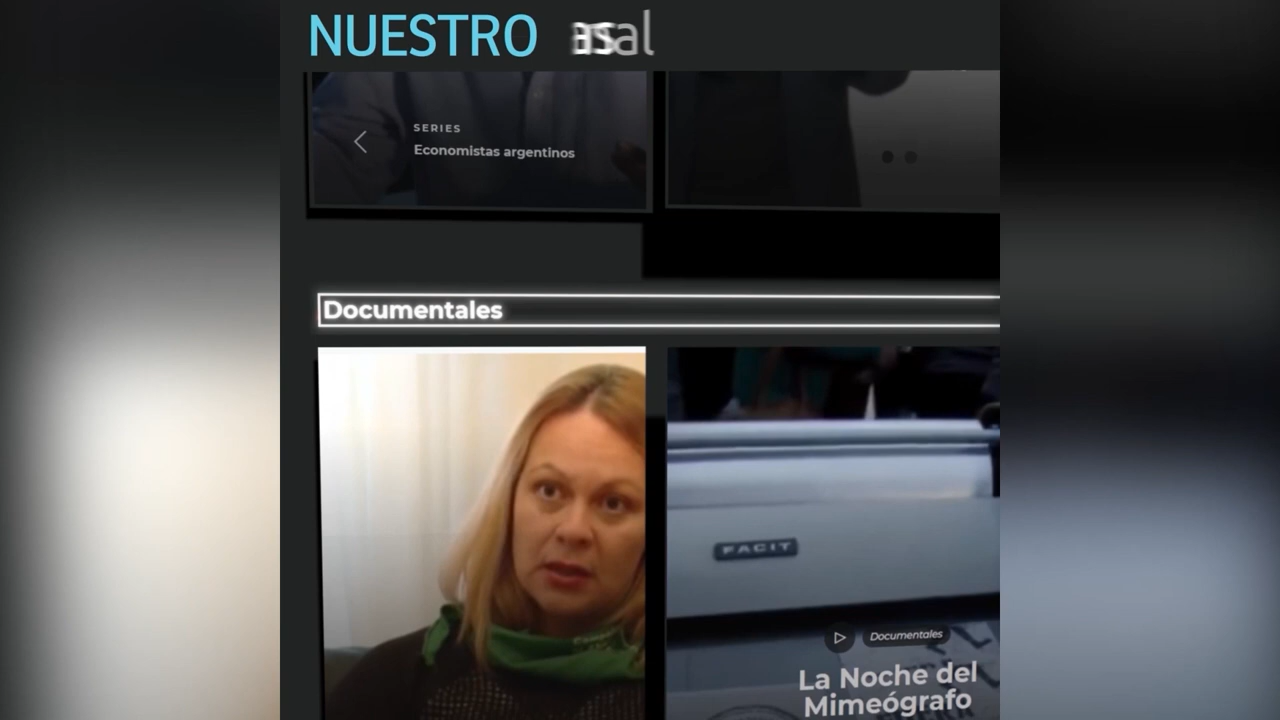 NUESTRO
SERIES
Economistas argentinos
Documentales
FACIT
Documentales
La Noche del
Mimeógrafo